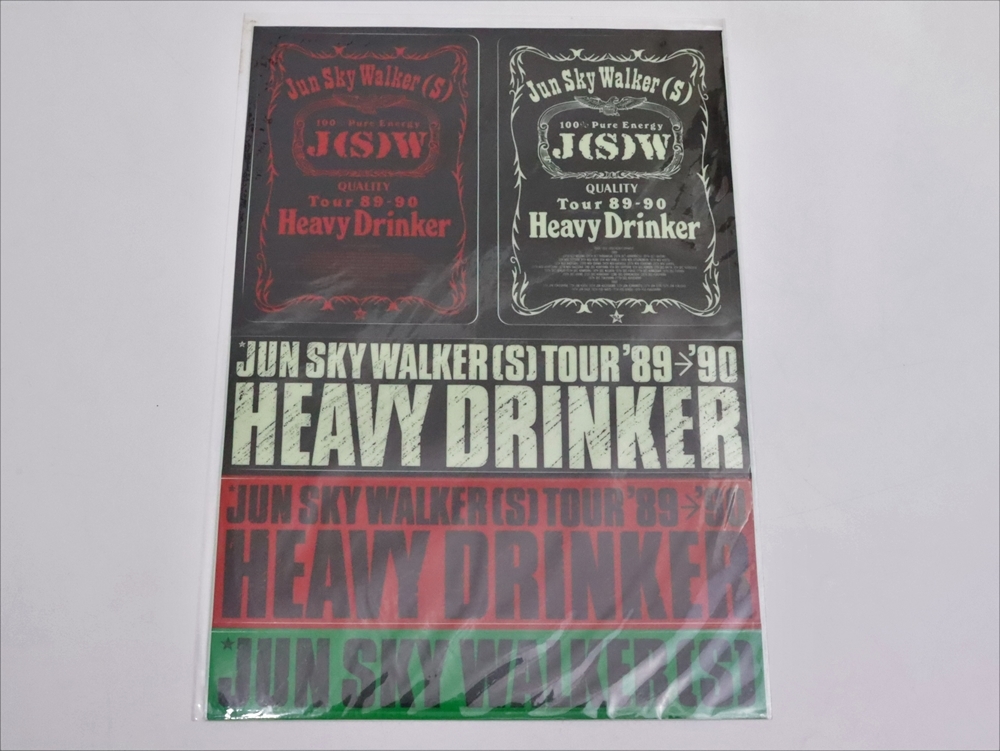 Jun Sky Walker (S)
100% Pure Energy
J(S)W
QUALITY
Tour 89-90
Heavy Drinker
Jun Sky Walker (S)
100% Pure Energy
J(S)W
QUALITY
Tour 89-90
Heavy Drinker
JUN SKY WALKER(S) TOUR '89→'90
HEAVY DRINKER
JUN SKY WALKER(S) TOUR '89→'90
HEAVY DRINKER
JUN SKY WALKER(S)